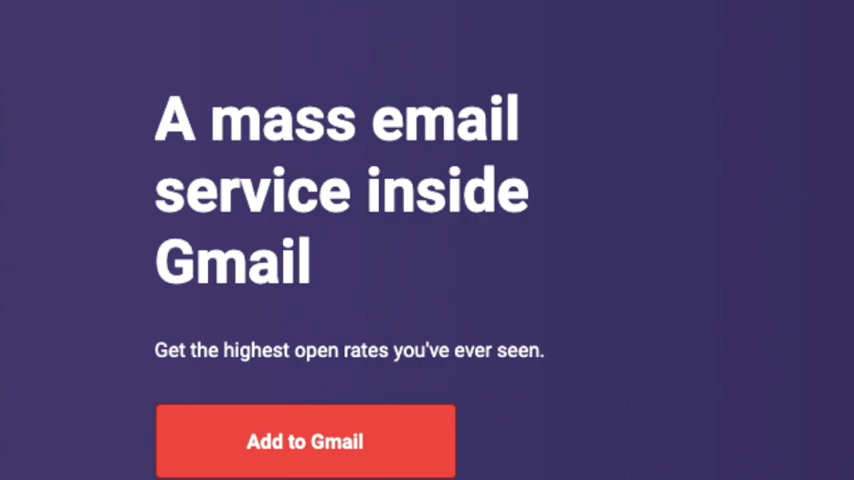 A mass email
service inside
Gmail
Get the highest open rates you've ever seen.
Add to Gmail